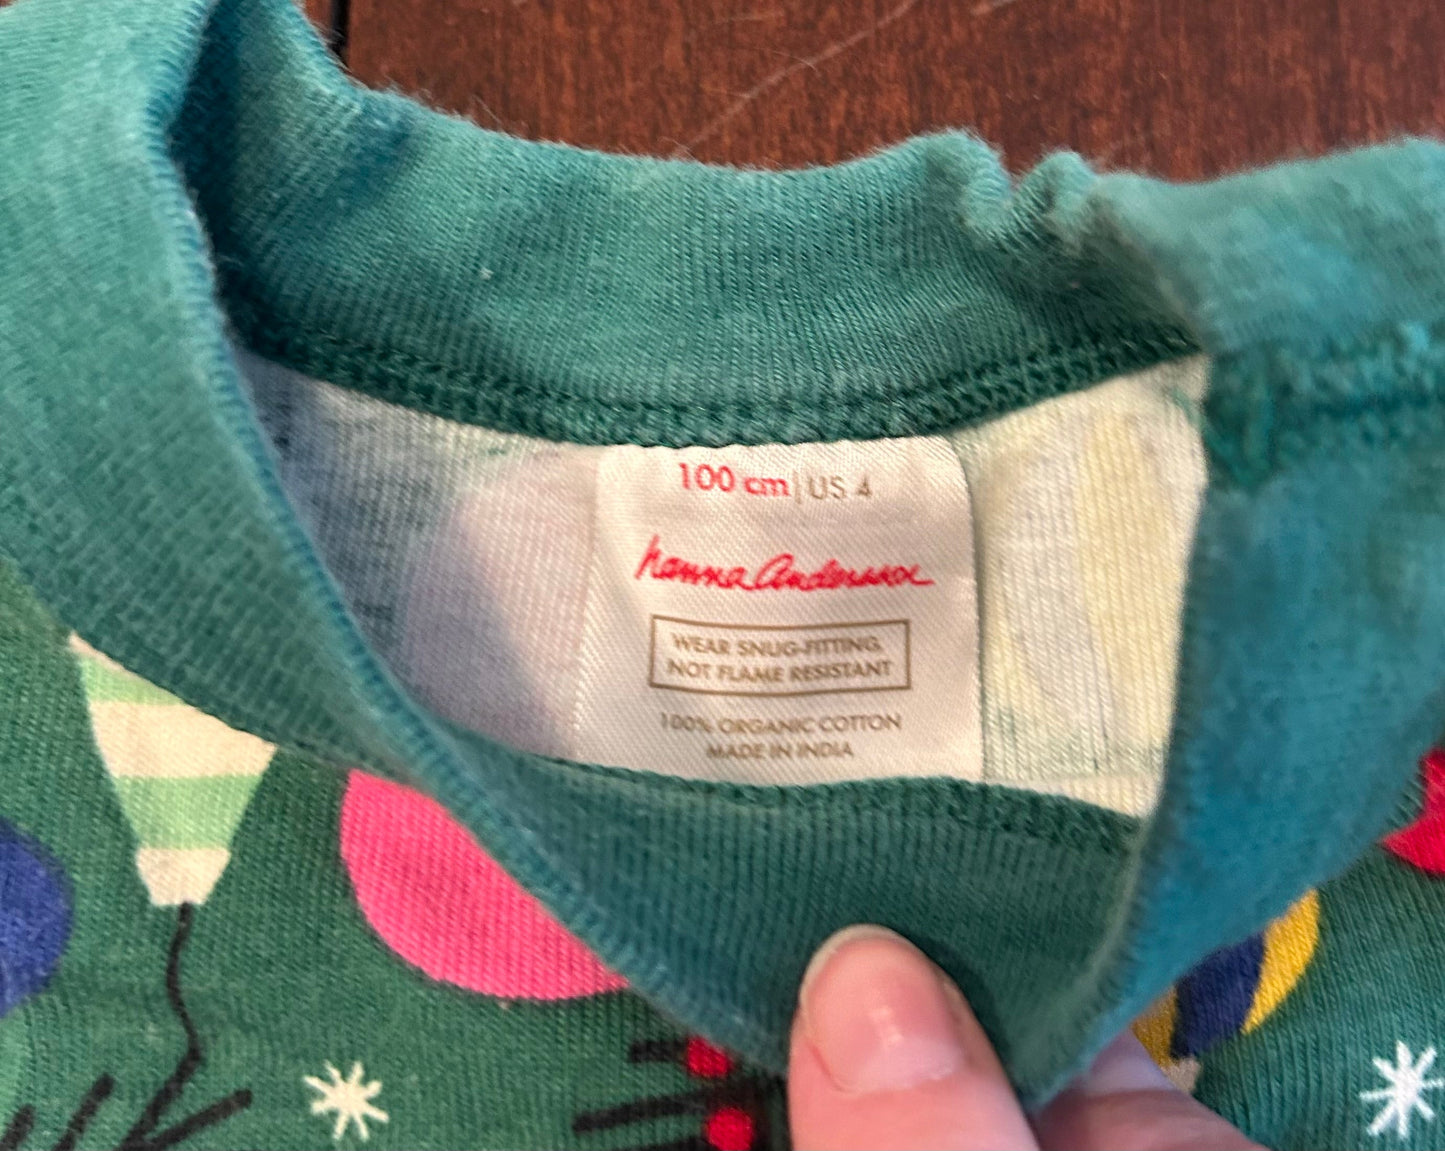 100 cm | US 4
hanna Andersson
WEAR SNUG-FITTING,
NOT FLAME RESISTANT
100% ORGANIC COTTON
MADE IN INDIA